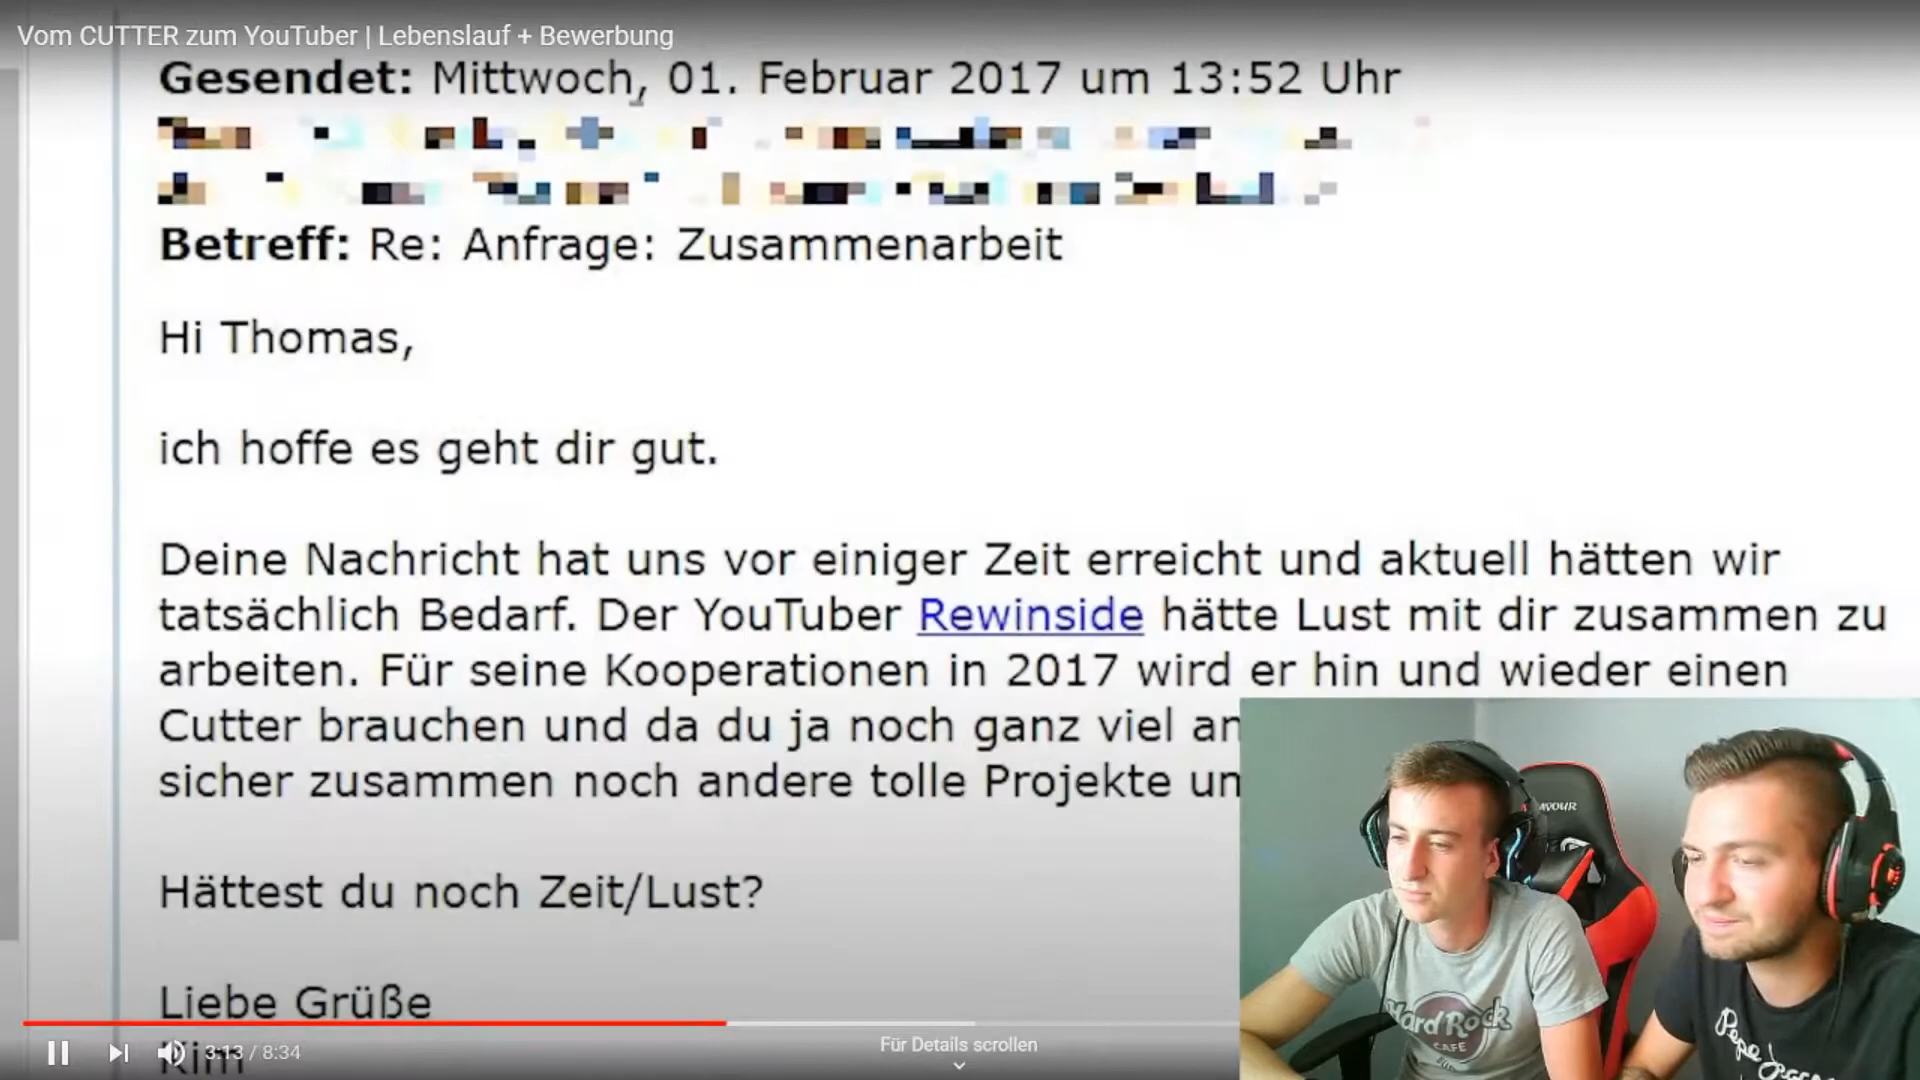 Vom CUTTER zum YouTuber | Lebenslauf + Bewerbung
Gesendet: Mittwoch, 01. Februar 2017 um 13:52 Uhr
Betreff: Re: Anfrage: Zusammenarbeit
Hi Thomas,
ich hoffe es geht dir gut.
Deine Nachricht hat uns vor einiger Zeit erreicht und aktuell hätten wir
tatsächlich Bedarf. Der YouTuber Rewinside hätte Lust mit dir zusammen zu
arbeiten. Für seine Kooperationen in 2017 wird er hin und wieder einen
Cutter brauchen und da du ja noch ganz viel an
sicher zusammen noch andere tolle Projekte
Hättest du noch Zeit/Lust?
Liebe Grüße
Kim
3:13 / 8:34
Für Details scrollen
Hard Rock
CAFE
Pepe